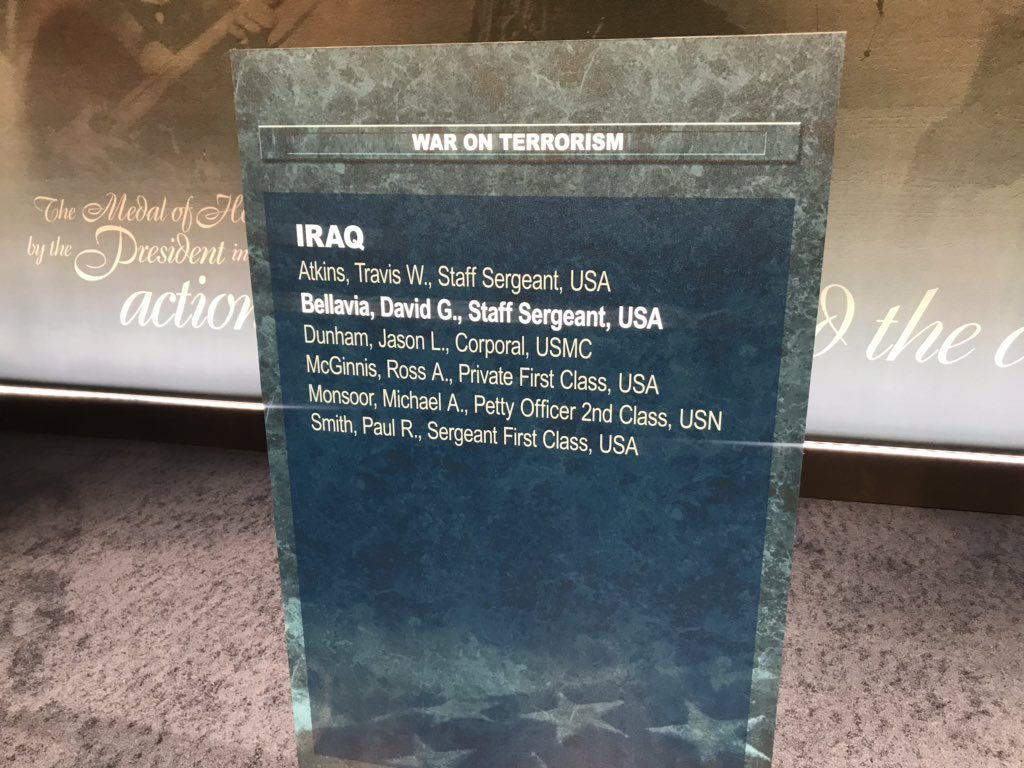 WAR ON TERRORISM
The Medal of
by the President in
action
& the
IRAQ
Atkins, Travis W., Staff Sergeant, USA
Bellavia, David G., Staff Sergeant, USA
Dunham, Jason L., Corporal, USMC
McGinnis, Ross A., Private First Class, USA
Monsoor, Michael A., Petty Officer 2nd Class, USN
Smith, Paul R., Sergeant First Class, USA